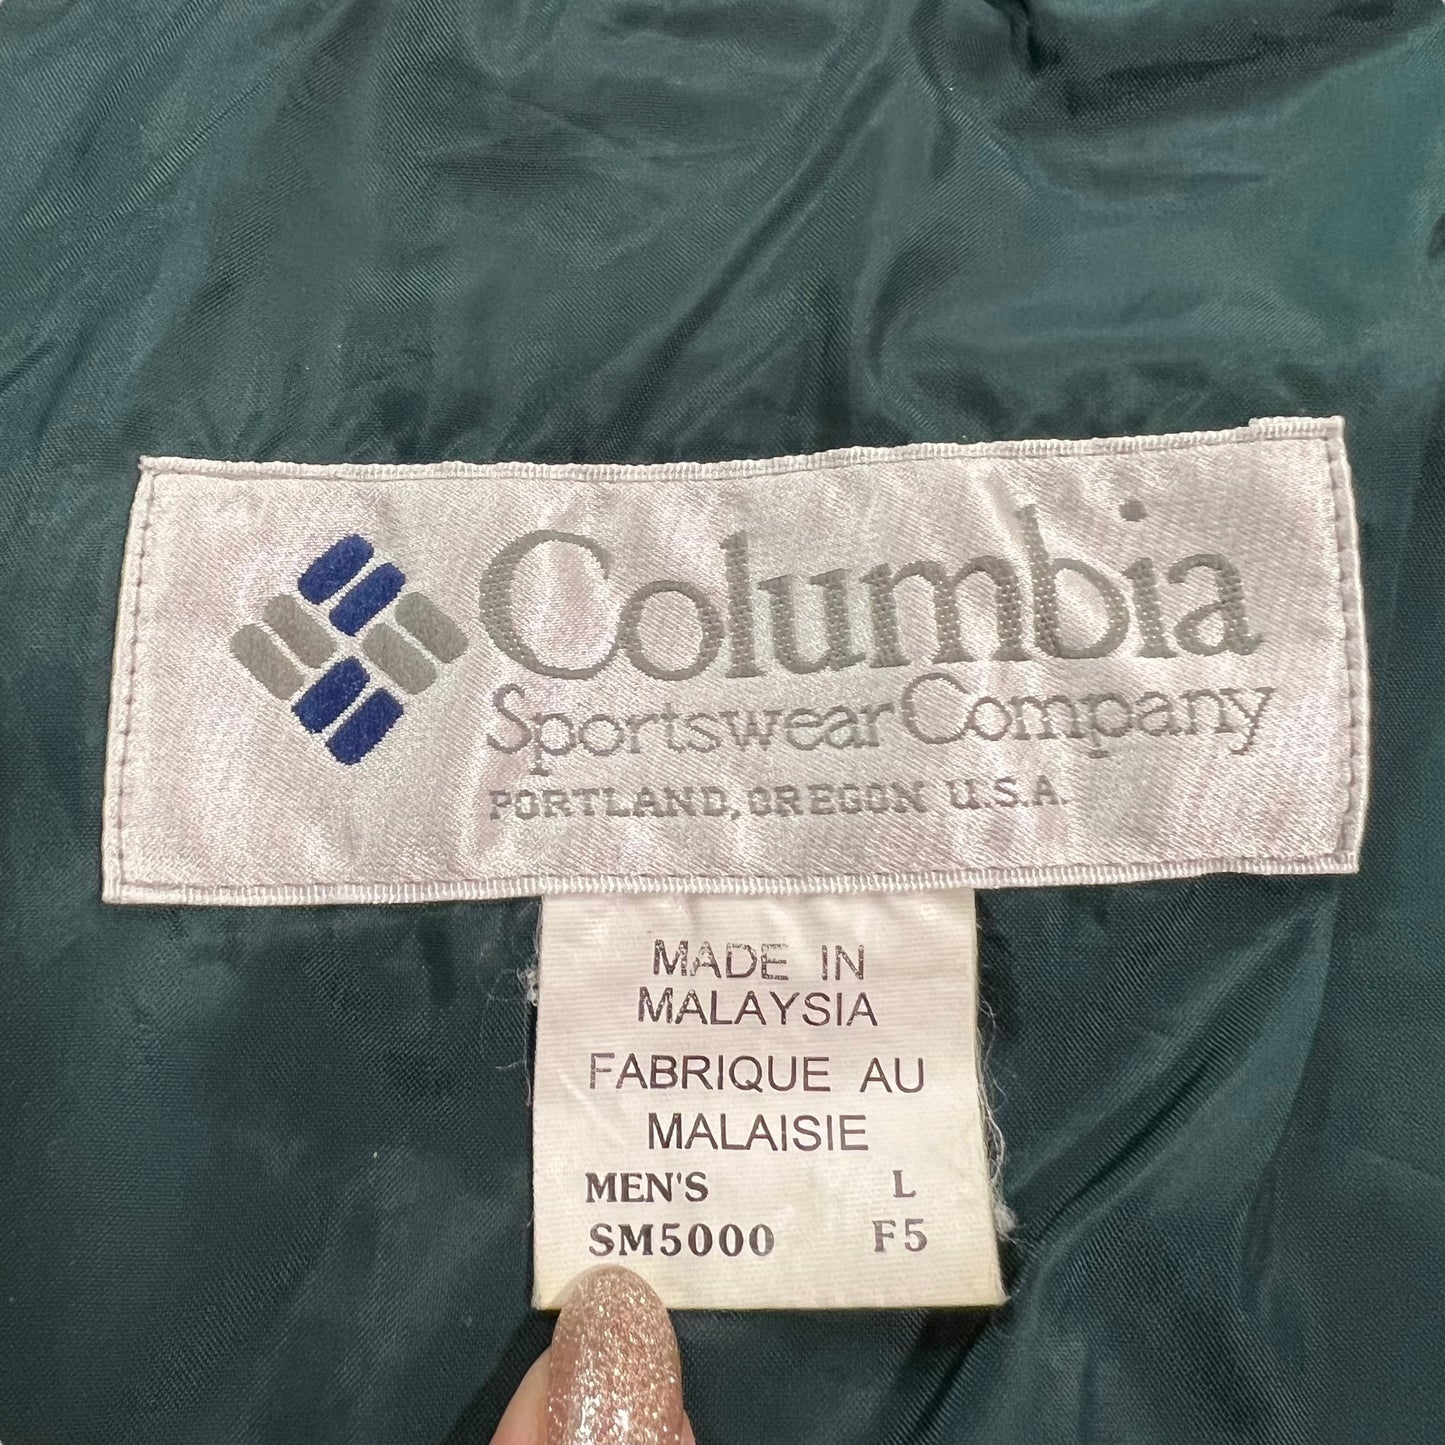 Columbia
Sportswear Company
PORTLAND, OREGON U.S.A.
MADE IN
MALAYSIA
FABRIQUE AU
MALAISIE
MEN'S L
SM5000 F5